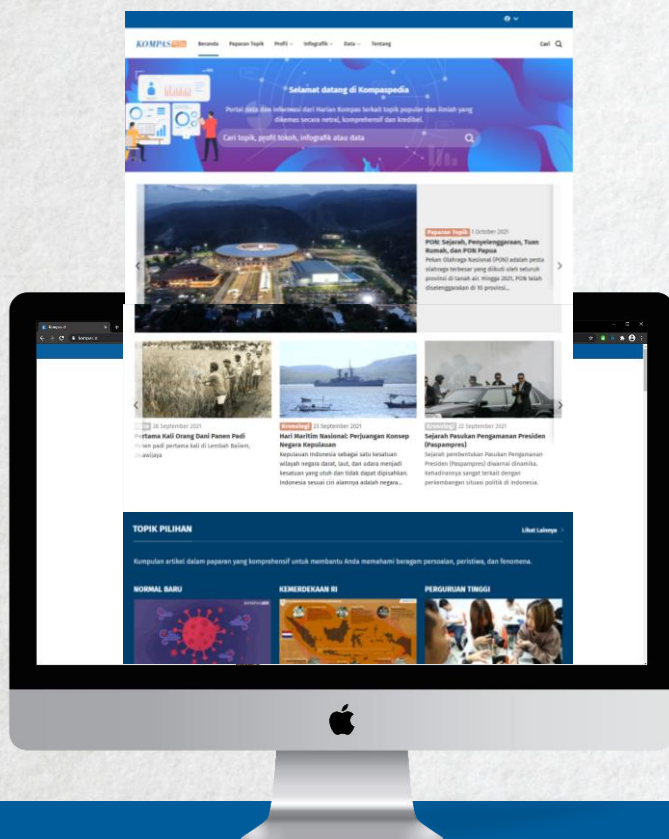 KOMPASPEDIA
Beranda Paparan Topik Profil Infografik Data Tentang Cari
Selamat datang di Kompaspedia
Portal data dan informasi dari Harian Kompas terkait topik populer dan ilmiah yang
dikemas secara netral, komprehensif dan kredibel.
Cari topik, profil tokoh, infografik atau data
Paparan Topik 1 October 2021
PON: Sejarah, Penyelenggaraan, Tuan
Rumah, dan PON Papua
Pekan Olahraga Nasional (PON) adalah pesta
olahraga terbesar yang diikuti oleh seluruh
provinsi di tanah air. Hingga 2021, PON telah
diselenggarakan di 10 provinsi...
28 September 2021
Pertama Kali Orang Dani Panen Padi
Panen padi pertama kali di Lembah Baliem,
Kronologi 23 September 2021
Hari Maritim Nasional: Perjuangan Konsep
Negara Kepulauan
Kepulauan Indonesia sebagai satu kesatuan
wilayah negara darat, laut, dan udara menjadi
kesatuan yang utuh dan tidak dapat dipisahkan.
Indonesia sesuai ciri alamnya adalah negara...
Kronologi 22 September 2021
Sejarah Pasukan Pengamanan Presiden
(Paspampres)
Sejarah pembentukan Pasukan Pengamanan
Presiden (Paspampres) diwarnai dinamika,
kehadirannya sangat terkait dengan
perkembangan situasi politik di Indonesia.
TOPIK PILIHAN Lihat Lainnya
Kumpulan artikel dalam paparan yang komprehensif untuk membantu Anda memahami beragam persoalan, peristiwa, dan fenomena.
NORMAL BARU KEMERDEKAAN RI PERGURUAN TINGGI